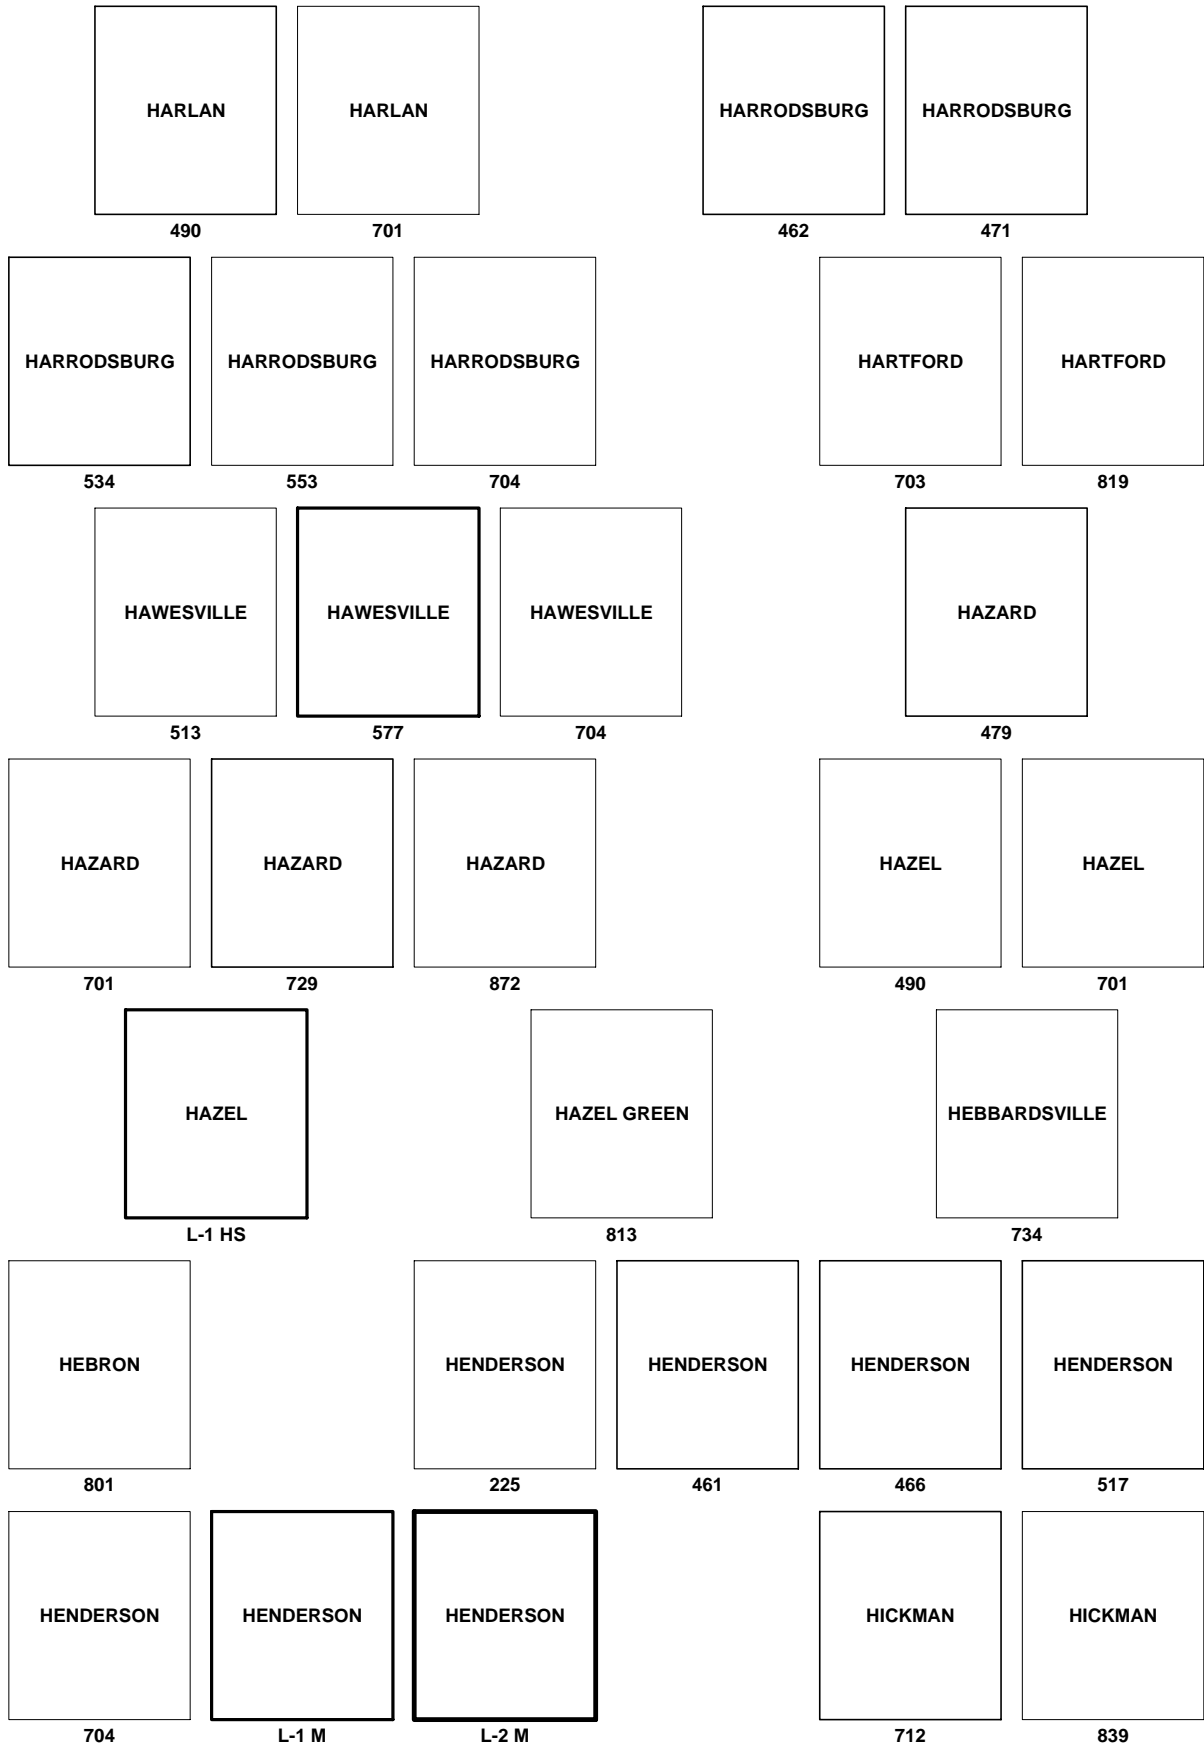 HARLAN HARLAN HARRODSBURG HARRODSBURG
490 701 462 471
HARRODSBURG HARRODSBURG HARRODSBURG HARTFORD HARTFORD
534 553 704 703 819
HAWESVILLE HAWESVILLE HAWESVILLE HAZARD
513 577 704 479
HAZARD HAZARD HAZARD HAZEL HAZEL
701 729 872 490 701
HAZEL HAZEL GREEN HEBBARDSVILLE
L-1 HS 813 734
HEBRON HENDERSON HENDERSON HENDERSON HENDERSON
801 225 461 466 517
HENDERSON HENDERSON HENDERSON HICKMAN HICKMAN
704 L-1 M L-2 M 712 839